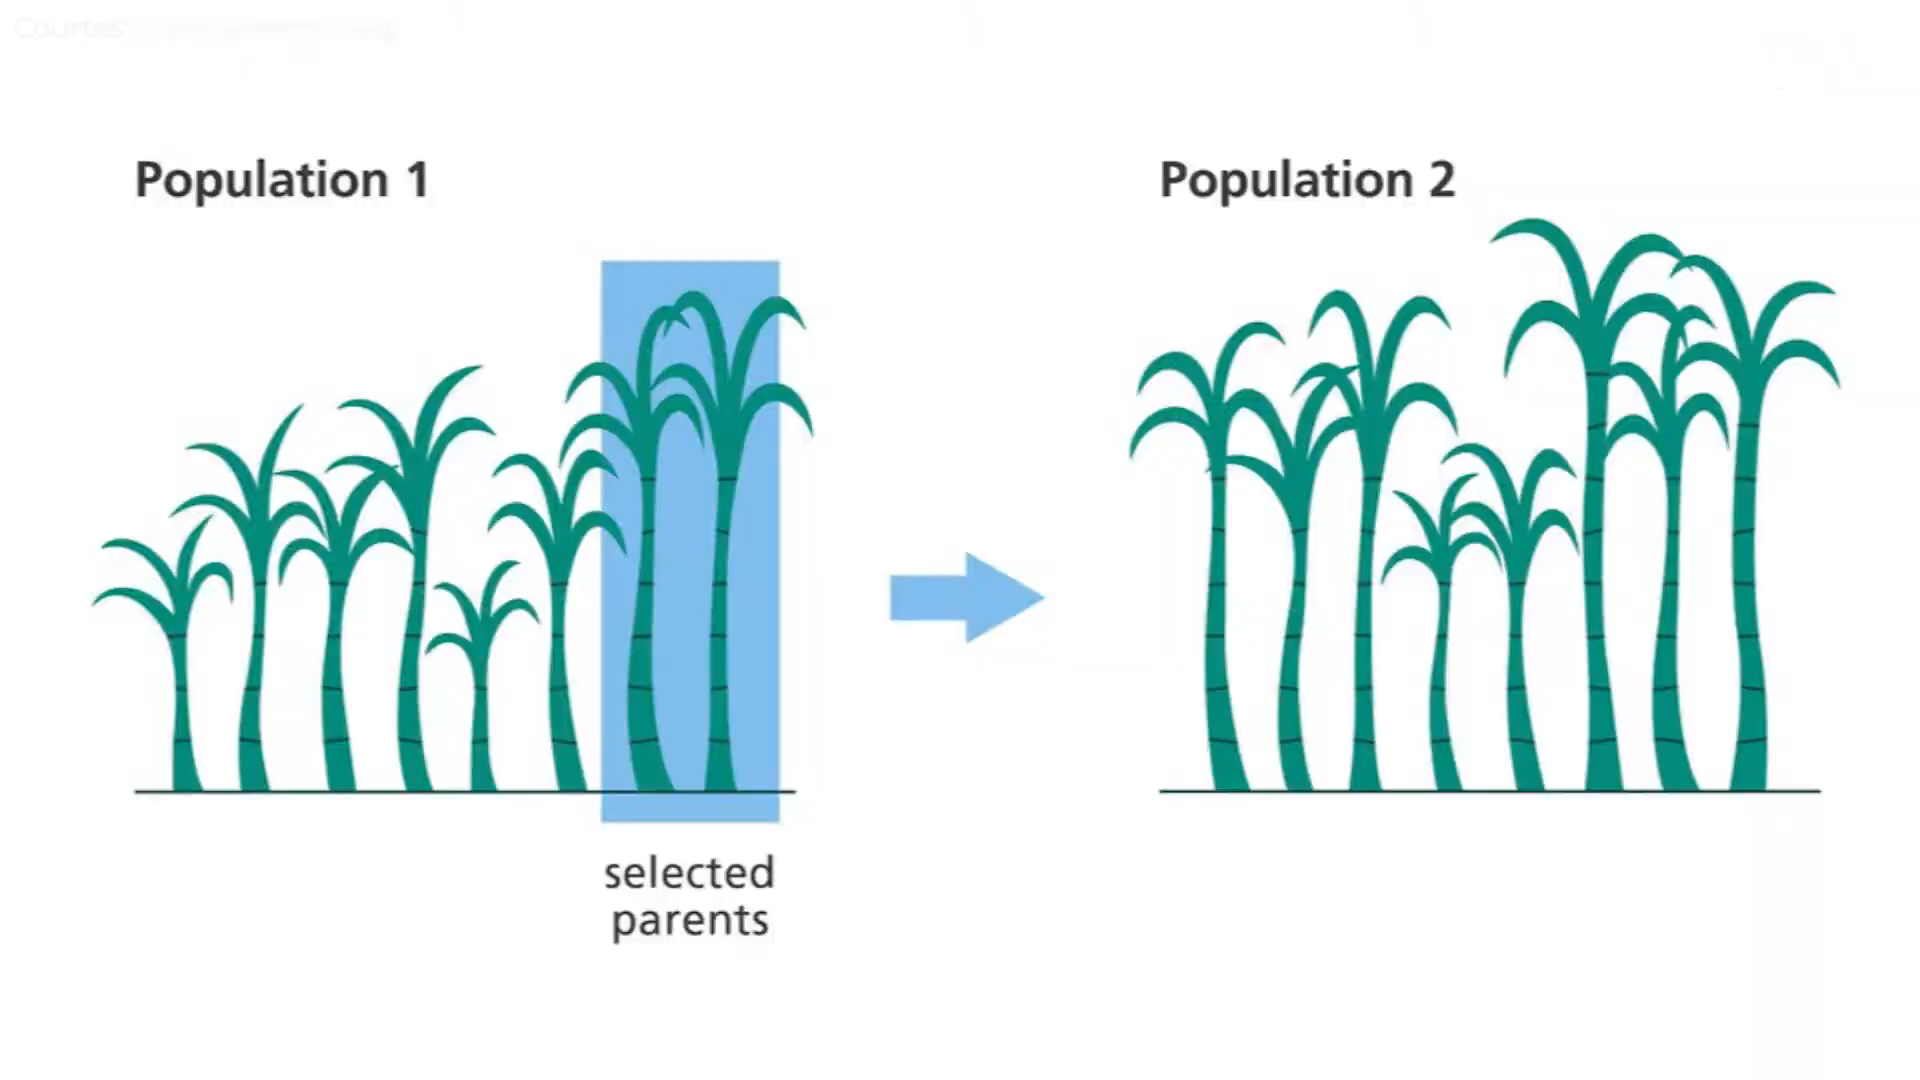 Population 1
Population 2
selected
parents